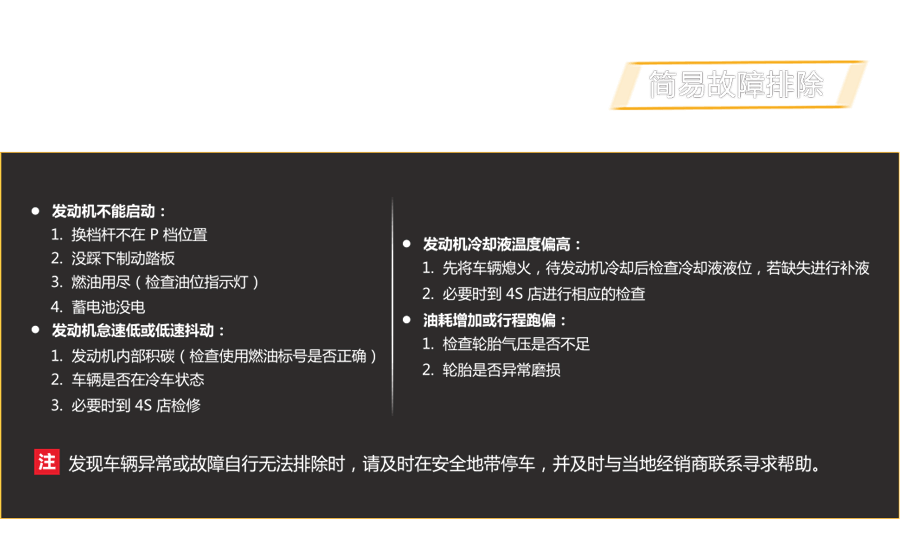 简易故障排除
● 发动机不能启动：
1. 换档杆不在 P 档位置
2. 没踩下制动踏板
3. 燃油用尽（检查油位指示灯）
4. 蓄电池没电
● 发动机怠速低或低速抖动：
1. 发动机内部积碳（检查使用燃油标号是否正确）
2. 车辆是否在冷车状态
3. 必要时到 4S 店检修
● 发动机冷却液温度偏高：
1. 先将车辆熄火，待发动机冷却后检查冷却液液位，若缺失进行补液
2. 必要时到 4S 店进行相应的检查
● 油耗增加或行程跑偏：
1. 检查轮胎气压是否不足
2. 轮胎是否异常磨损
注 发现车辆异常或故障自行无法排除时，请及时在安全地带停车，并及时与当地经销商联系寻求帮助。